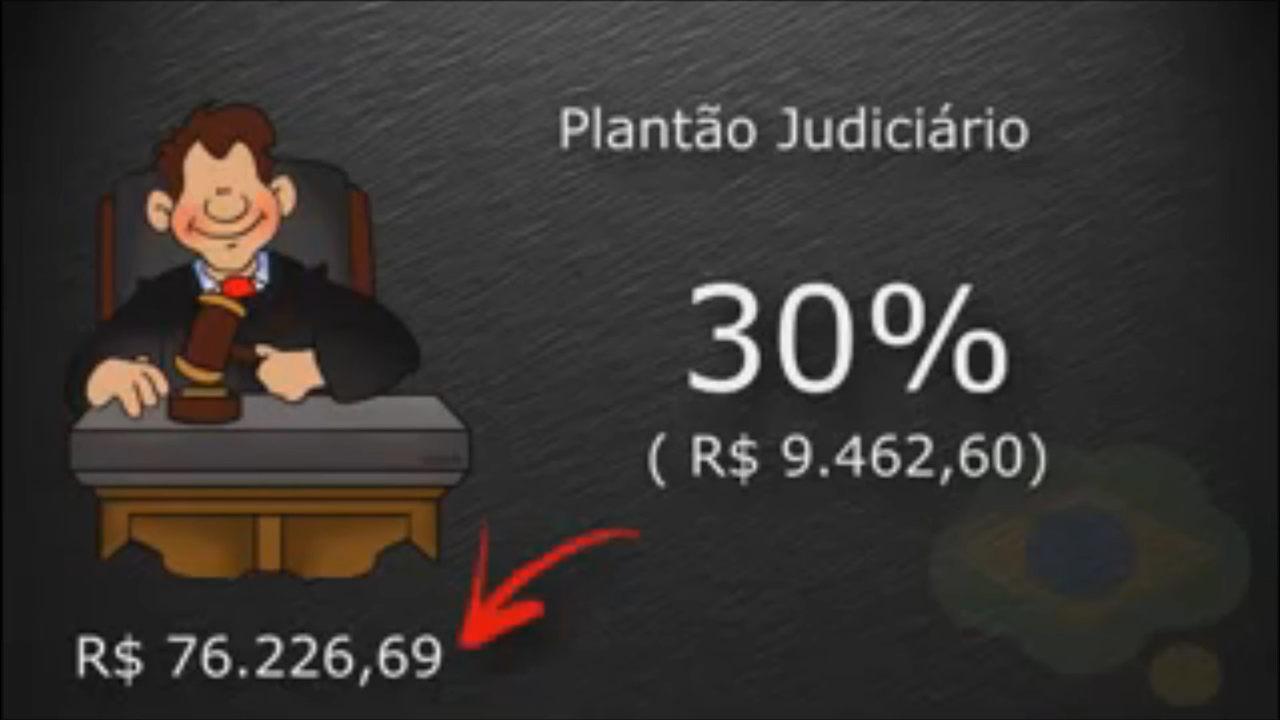 Plantão Judiciário
30%
( R$ 9.462,60)
R$ 76.226,69